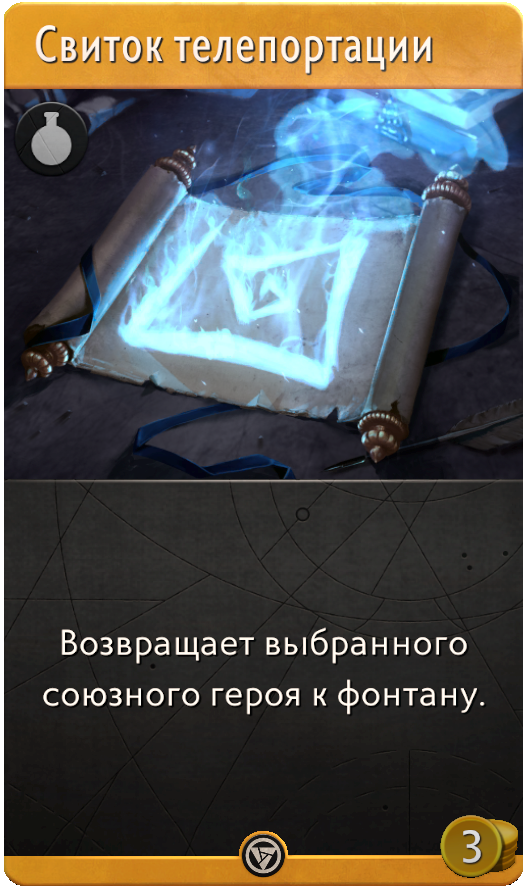 Свиток телепортации
Возвращает выбранного
союзного героя к фонтану.
3